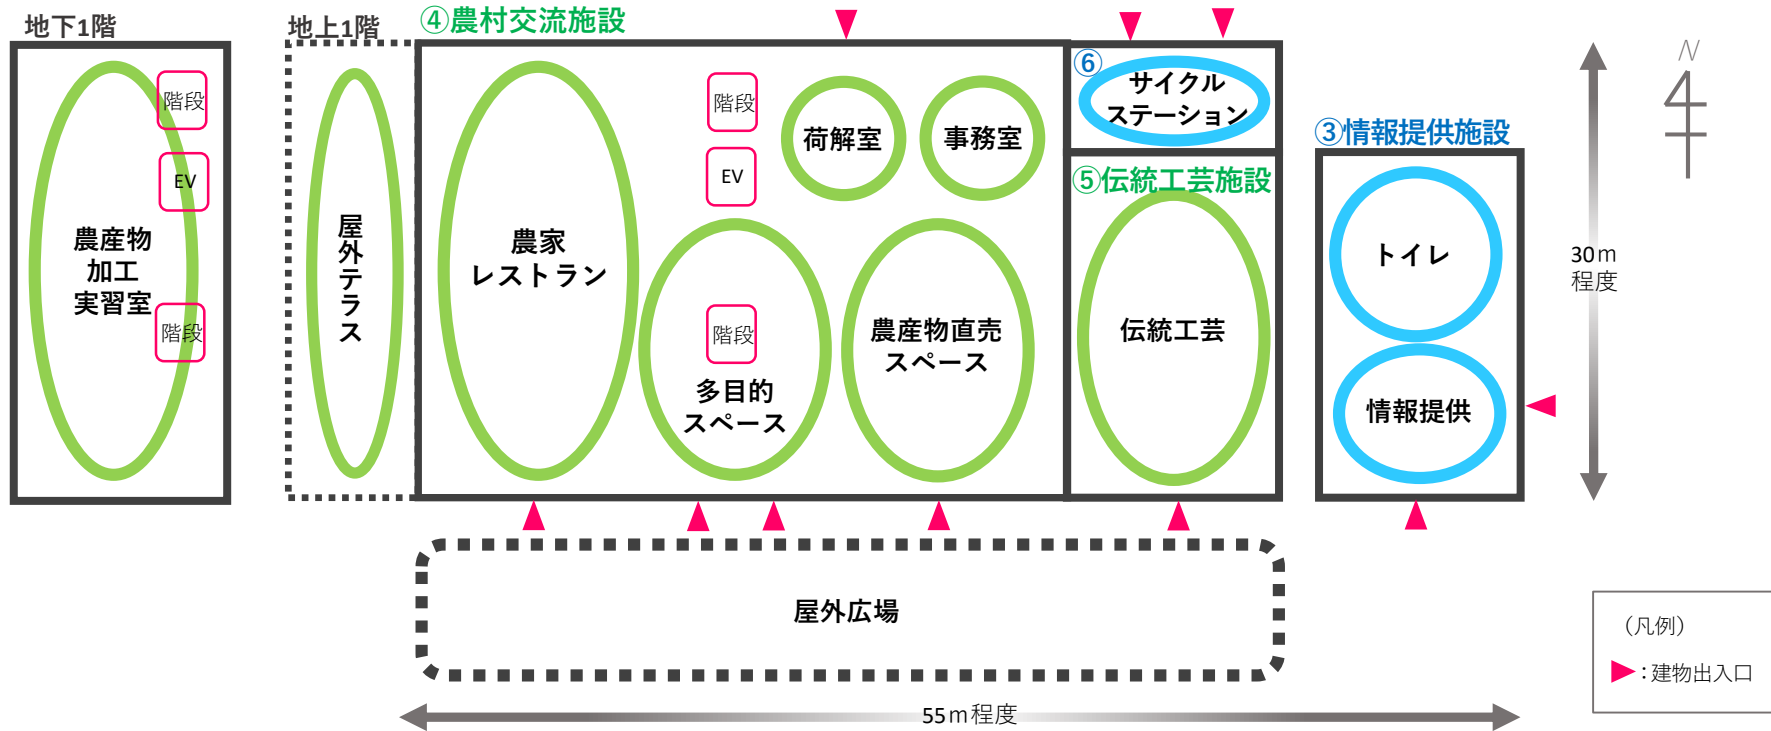 地下1階
階段
EV
農産物
加工
実習室
階段
地上1階
屋外テラス
④農村交流施設
農家
レストラン
階段
EV
階段
多目的
スペース
荷解室
事務室
農産物直売
スペース
⑥
サイクル
ステーション
⑤伝統工芸施設
伝統工芸
③情報提供施設
トイレ
情報提供
N
30m
程度
屋外広場
55m程度
（凡例）
：建物出入口